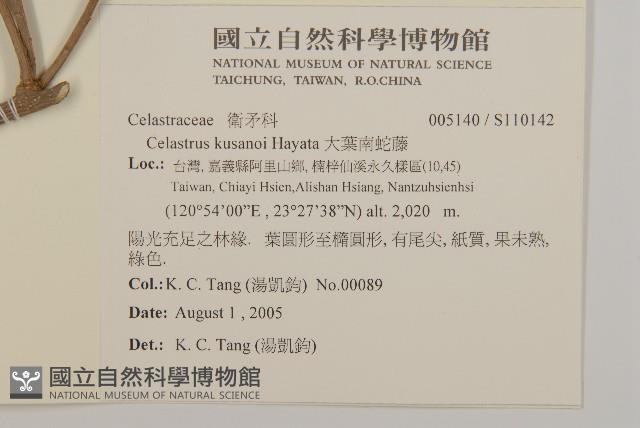 國立自然科學博物館
NATIONAL MUSEUM OF NATURAL SCIENCE
TAICHUNG, TAIWAN, R.O.CHINA
Celastraceae 衛矛科 005140 / S110142
Celastrus kusanoi Hayata 大葉南蛇藤
Loc.: 台灣, 嘉義縣阿里山鄉, 楠梓仙溪永久樣區(10,45)
Taiwan, Chiayi Hsien,Alishan Hsiang, Nantzuhsienhsi
(120°54’00”E , 23°27’38”N) alt. 2,020 m.
陽光充足之林緣. 葉圓形至橢圓形, 有尾尖, 紙質, 果未熟,
綠色.
Col.: K. C. Tang (湯凱鈞) No.00089
Date: August 1 , 2005
Det.: K. C. Tang (湯凱鈞)
國立自然科學博物館
NATIONAL MUSEUM OF NATURAL SCIENCE